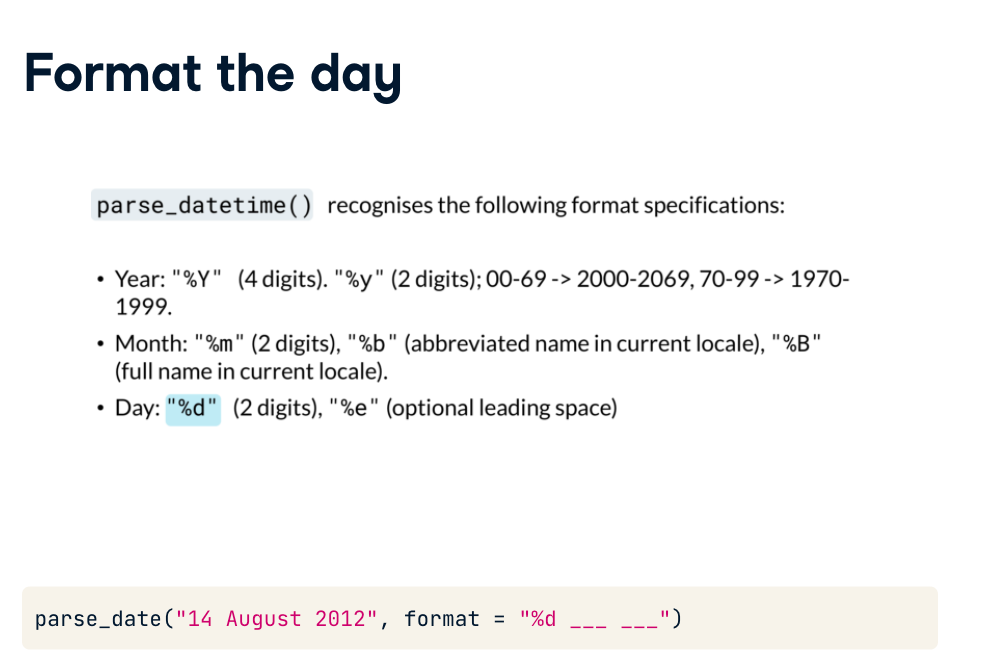 Format the day
parse_datetime() recognises the following format specifications:
• Year: "%Y" (4 digits). "%y" (2 digits); 00-69 -> 2000-2069, 70-99 -> 1970-
1999.
• Month: "%m" (2 digits), "%b" (abbreviated name in current locale), "%B"
(full name in current locale).
• Day: "%d" (2 digits), "%e" (optional leading space)
parse_date("14 August 2012", format = "%d ___ ___")